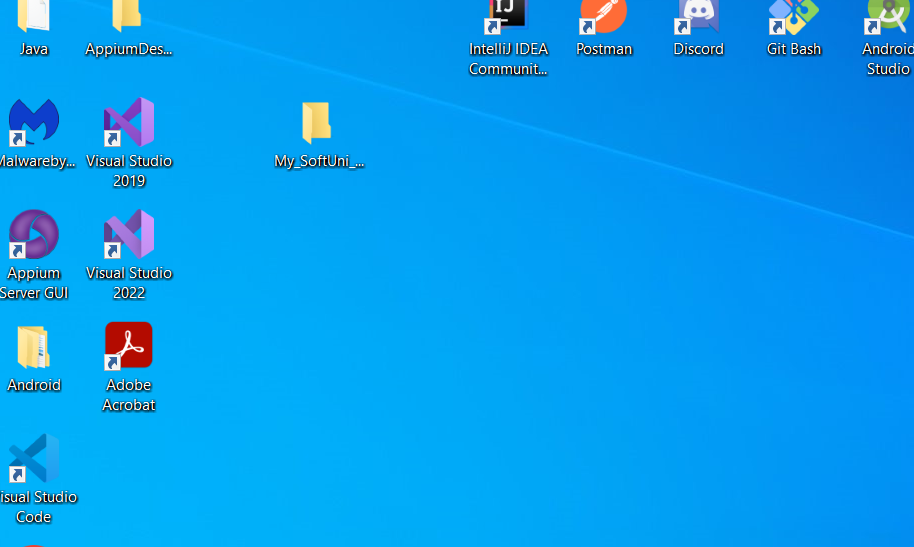 Java
AppiumDes...
IntelliJ IDEA
Communit...
Postman
Discord
Git Bash
Android
Studio
Malwareby...
Visual Studio
2019
My_SoftUni_...
Appium
Server GUI
Visual Studio
2022
Android
Adobe
Acrobat
Visual Studio
Code